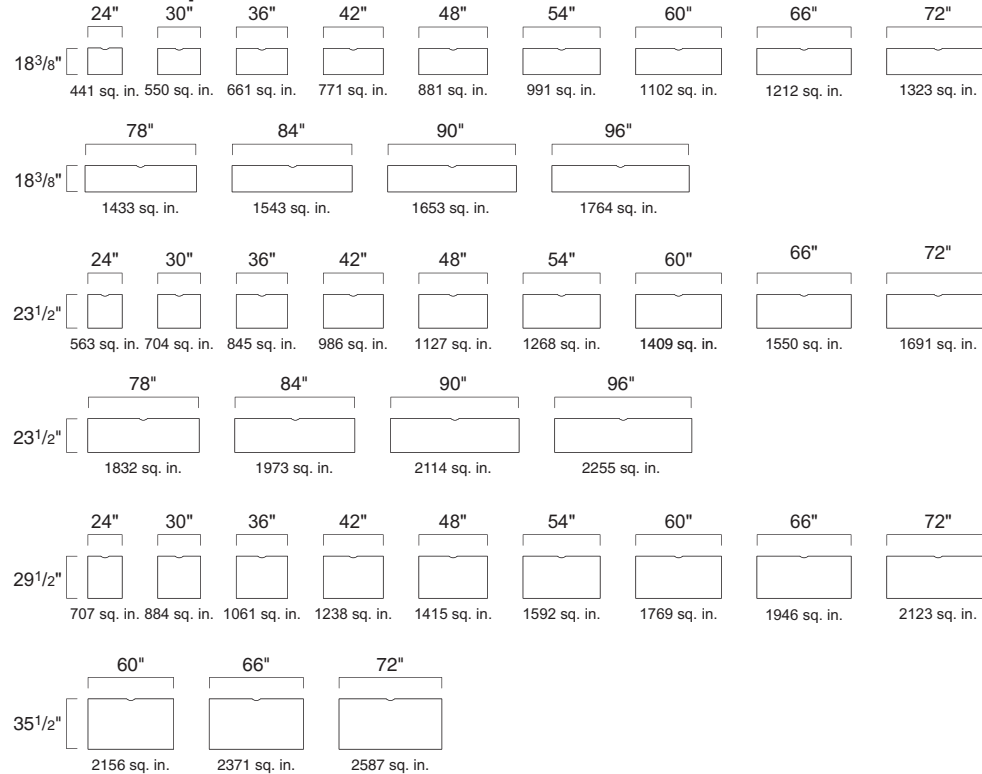 24" 30" 36" 42" 48" 54" 60" 66" 72"
18 3/8"
441 sq. in. 550 sq. in. 661 sq. in. 771 sq. in. 881 sq. in. 991 sq. in. 1102 sq. in. 1212 sq. in. 1323 sq. in.
78" 84" 90" 96"
18 3/8"
1433 sq. in. 1543 sq. in. 1653 sq. in. 1764 sq. in.
24" 30" 36" 42" 48" 54" 60" 66" 72"
23 1/2"
563 sq. in. 704 sq. in. 845 sq. in. 986 sq. in. 1127 sq. in. 1268 sq. in. 1409 sq. in. 1550 sq. in. 1691 sq. in.
78" 84" 90" 96"
23 1/2"
1832 sq. in. 1973 sq. in. 2114 sq. in. 2255 sq. in.
24" 30" 36" 42" 48" 54" 60" 66" 72"
29 1/2"
707 sq. in. 884 sq. in. 1061 sq. in. 1238 sq. in. 1415 sq. in. 1592 sq. in. 1769 sq. in. 1946 sq. in. 2123 sq. in.
60" 66" 72"
35 1/2"
2156 sq. in. 2371 sq. in. 2587 sq. in.